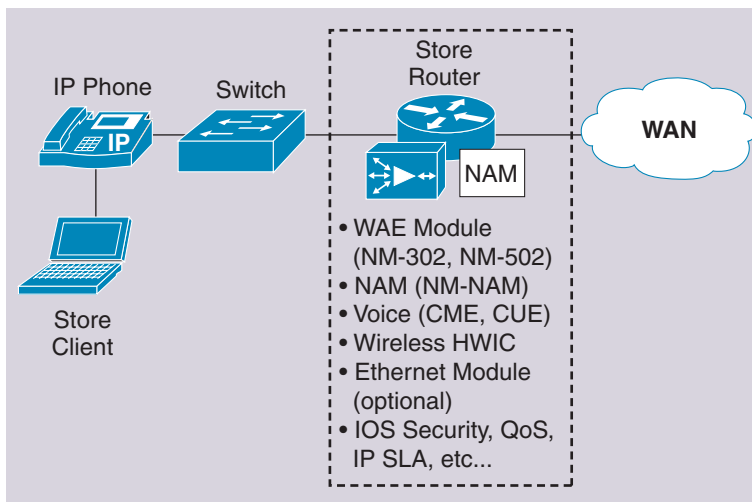 Store
Router
IP Phone
Switch
IP
WAN
NAM
• WAE Module
(NM-302, NM-502)
• NAM (NM-NAM)
• Voice (CME, CUE)
• Wireless HWIC
• Ethernet Module
(optional)
• IOS Security, QoS,
IP SLA, etc...
Store
Client